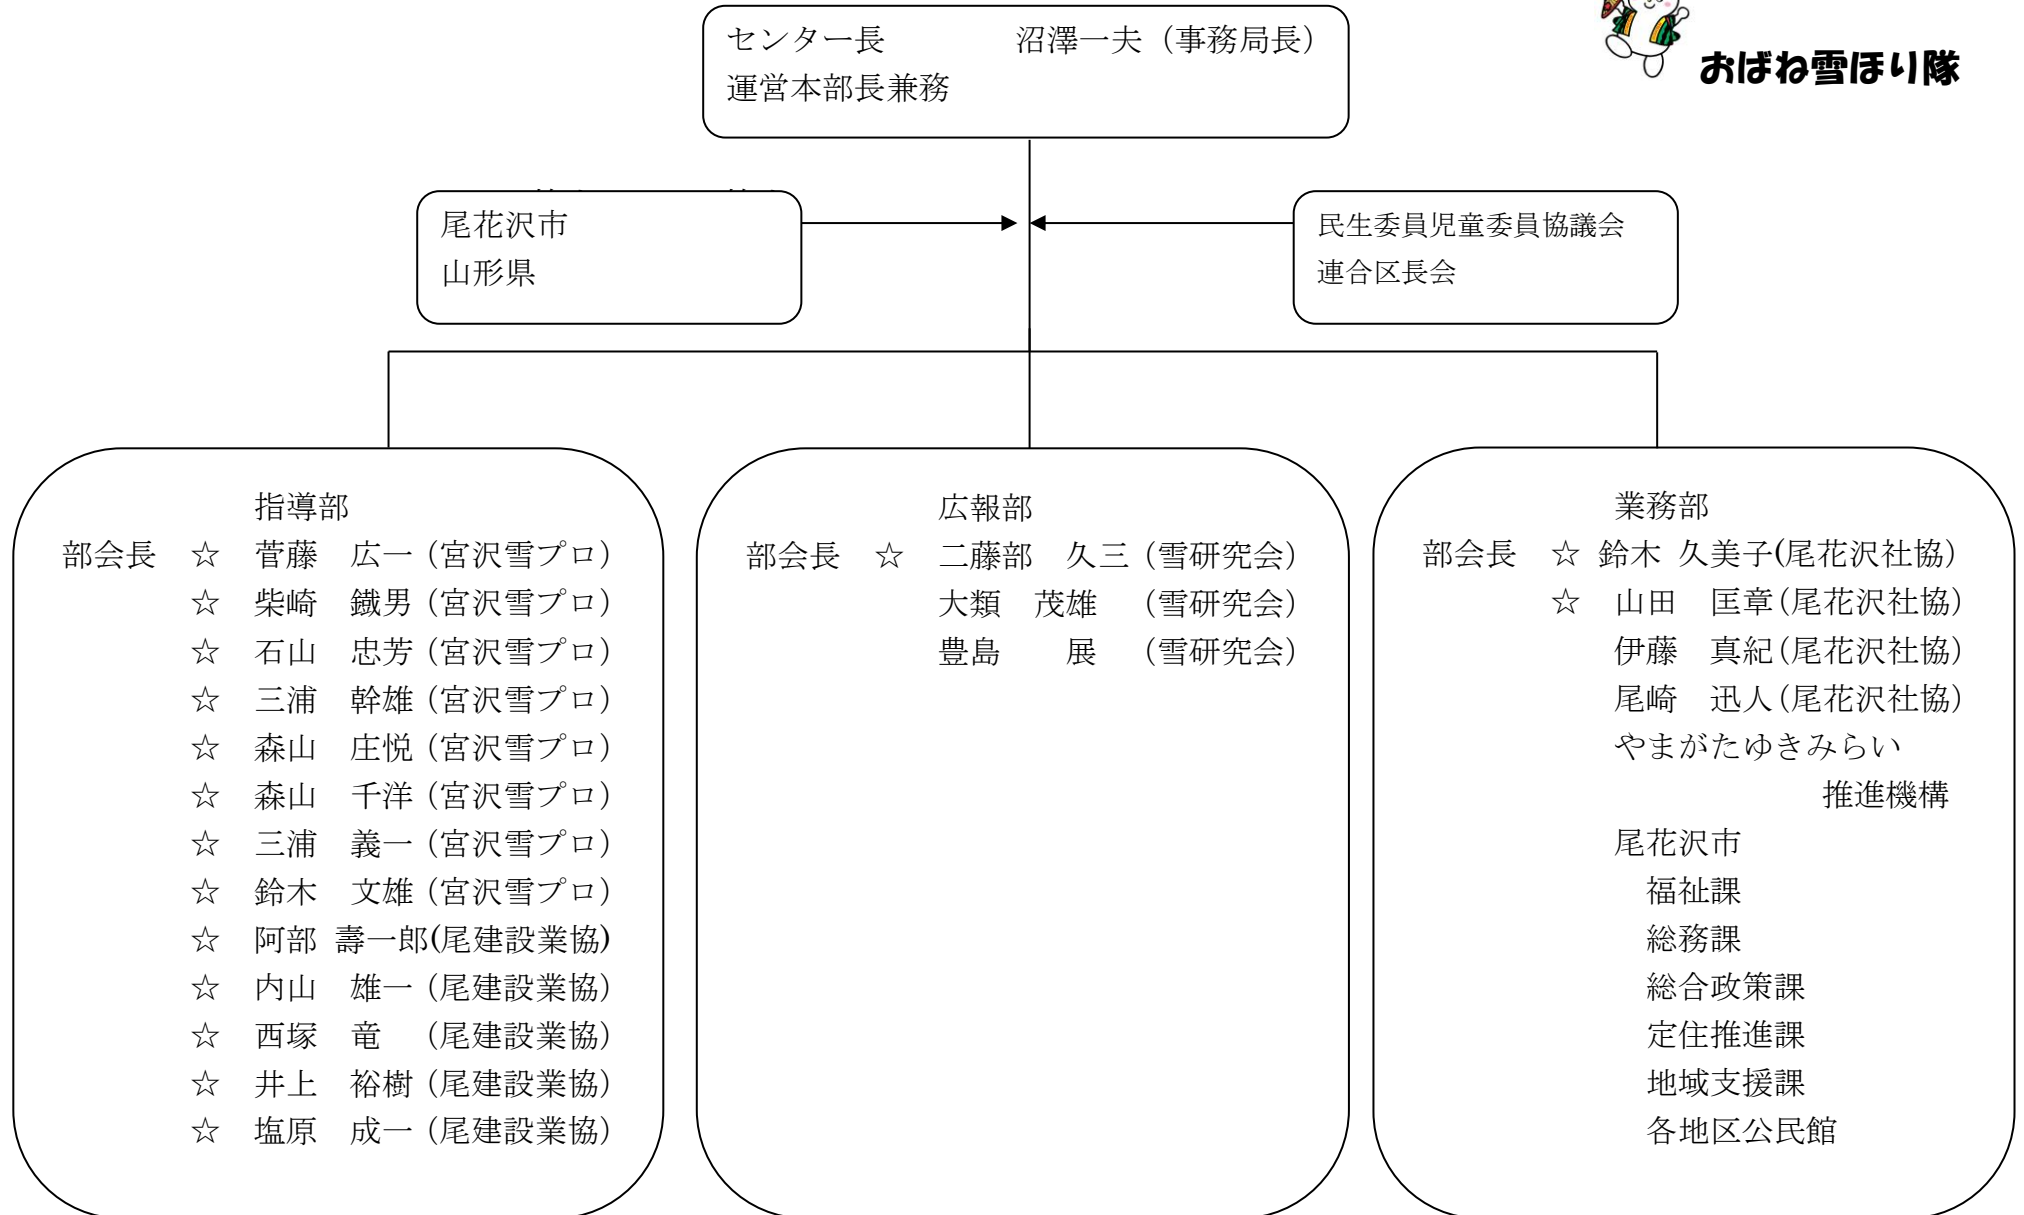 センター長　　　　沼澤一夫（事務局長）
運営本部長兼務
おばね雪ほり隊
尾花沢市
山形県
民生委員児童委員協議会
連合区長会
指導部
部会長　☆　菅藤　広一（宮沢雪プロ）
☆　柴崎　鐡男（宮沢雪プロ）
☆　石山　忠芳（宮沢雪プロ）
☆　三浦　幹雄（宮沢雪プロ）
☆　森山　庄悦（宮沢雪プロ）
☆　森山　千洋（宮沢雪プロ）
☆　三浦　義一（宮沢雪プロ）
☆　鈴木　文雄（宮沢雪プロ）
☆　阿部 壽一郎(尾建設業協)
☆　内山　雄一（尾建設業協）
☆　西塚　竜　（尾建設業協）
☆　井上　裕樹（尾建設業協）
☆　塩原　成一（尾建設業協）
広報部
部会長　☆　二藤部　久三（雪研究会）
大類　茂雄　（雪研究会）
豊島　　展　（雪研究会）
業務部
部会長　☆ 鈴木 久美子(尾花沢社協）
☆　山田　匡章(尾花沢社協）
伊藤　真紀(尾花沢社協）
尾崎　迅人(尾花沢社協）
やまがたゆきみらい
推進機構
尾花沢市
福祉課
総務課
総合政策課
定住推進課
地域支援課
各地区公民館